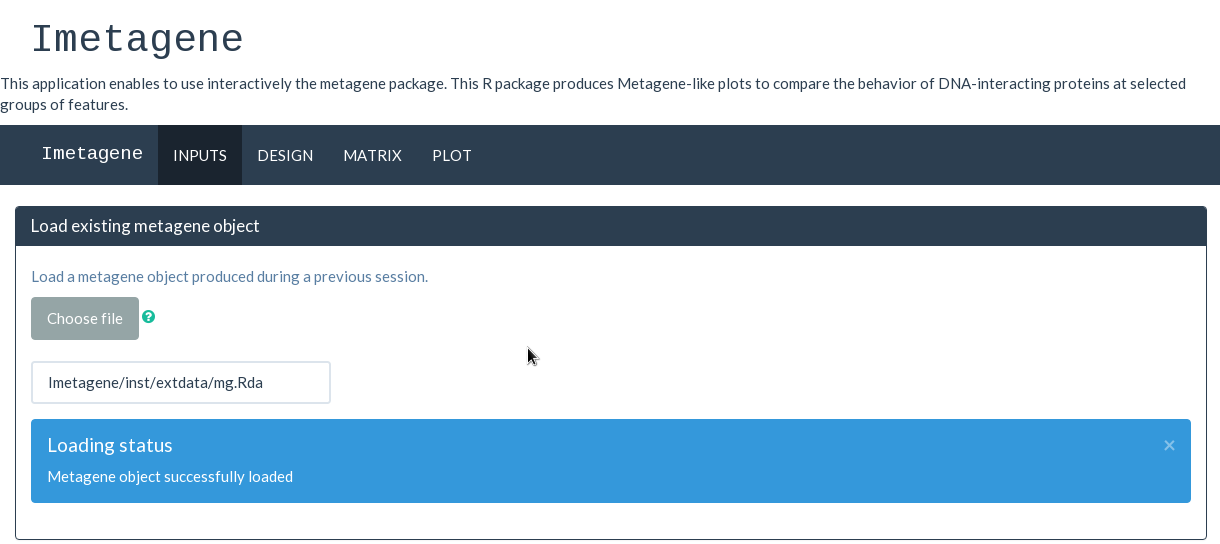 Imetagene
This application enables to use interactively the metagene package. This R package produces Metagene-like plots to compare the behavior of DNA-interacting proteins at selected
groups of features.
Imetagene INPUTS DESIGN MATRIX PLOT
Load existing metagene object
Load a metagene object produced during a previous session.
Choose file ?
Imetagene/inst/extdata/mg.Rda
Loading status ×
Metagene object successfully loaded